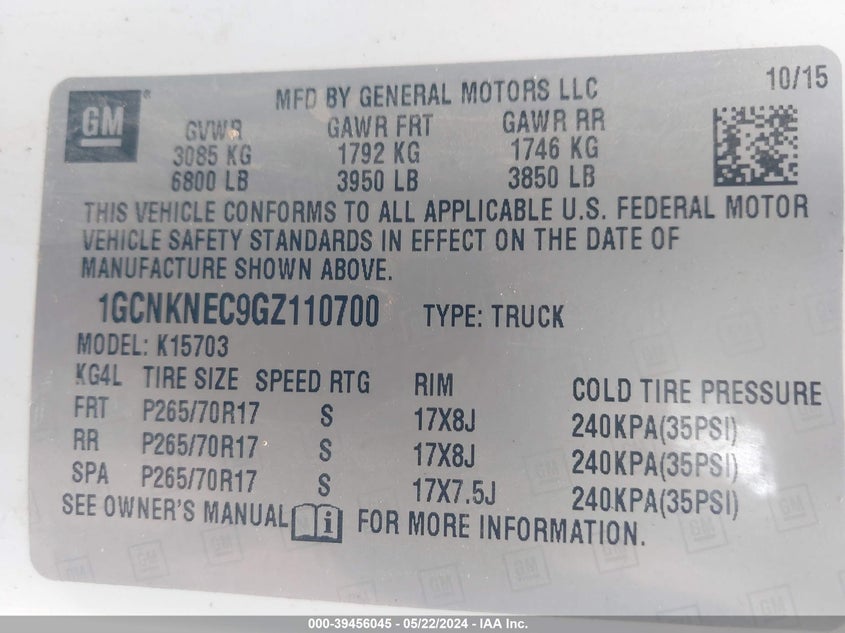 GM
MFD BY GENERAL MOTORS LLC 10/15
GVWR GAWR FRT GAWR RR
3085 KG 1792 KG 1746 KG
6800 LB 3950 LB 3850 LB
THIS VEHICLE CONFORMS TO ALL APPLICABLE U.S. FEDERAL MOTOR
VEHICLE SAFETY STANDARDS IN EFFECT ON THE DATE OF
MANUFACTURE SHOWN ABOVE.
1GCNKNEC9GZ110700 TYPE: TRUCK
MODEL: K15703
KG4L TIRE SIZE SPEED RTG RIM COLD TIRE PRESSURE
FRT P265/70R17 S 17X8J 240KPA(35PSI)
RR P265/70R17 S 17X8J 240KPA(35PSI)
SPA P265/70R17 S 17X7.5J 240KPA(35PSI)
SEE OWNER'S MANUAL FOR MORE INFORMATION.
000-39456045 - 05/22/2024 - IAA Inc.